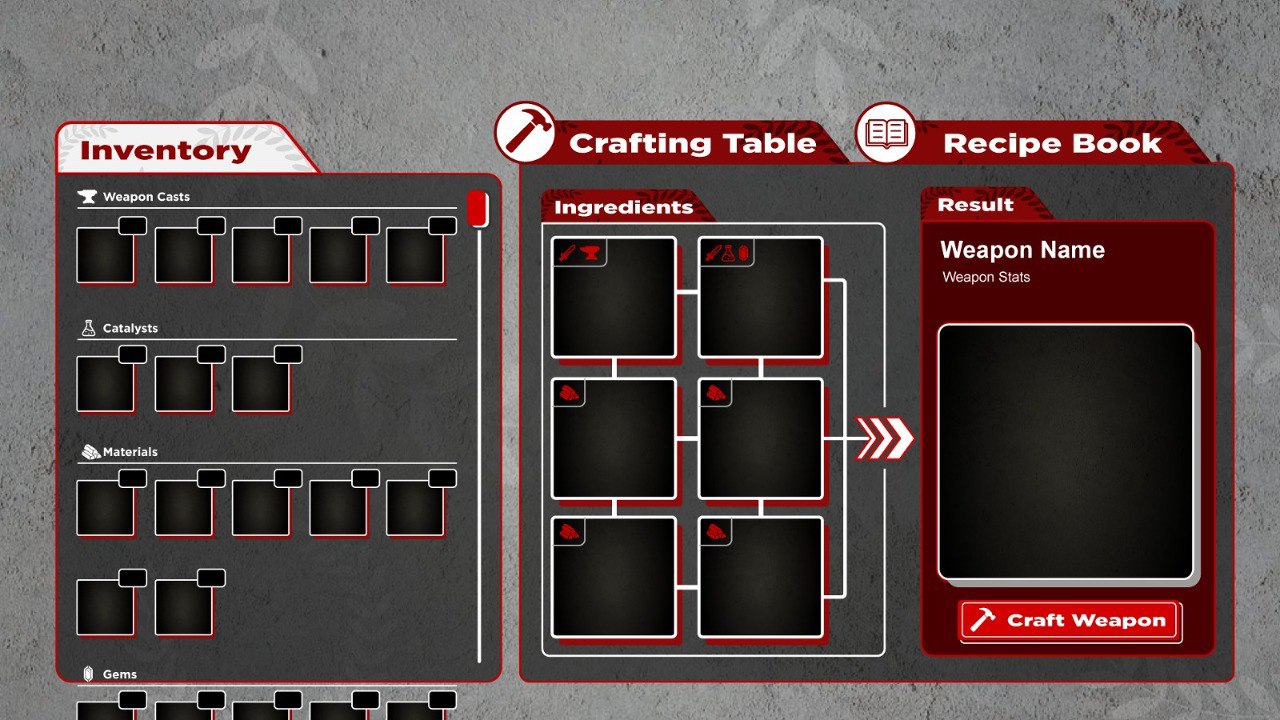 Inventory
Weapon Casts
Catalysts
Materials
Gems
Crafting Table
Recipe Book
Ingredients
Result
Weapon Name
Weapon Stats
Craft Weapon